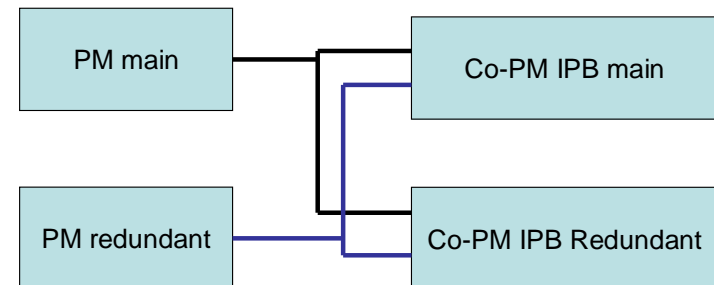 PM main
Co-PM IPB main
PM redundant
Co-PM IPB Redundant